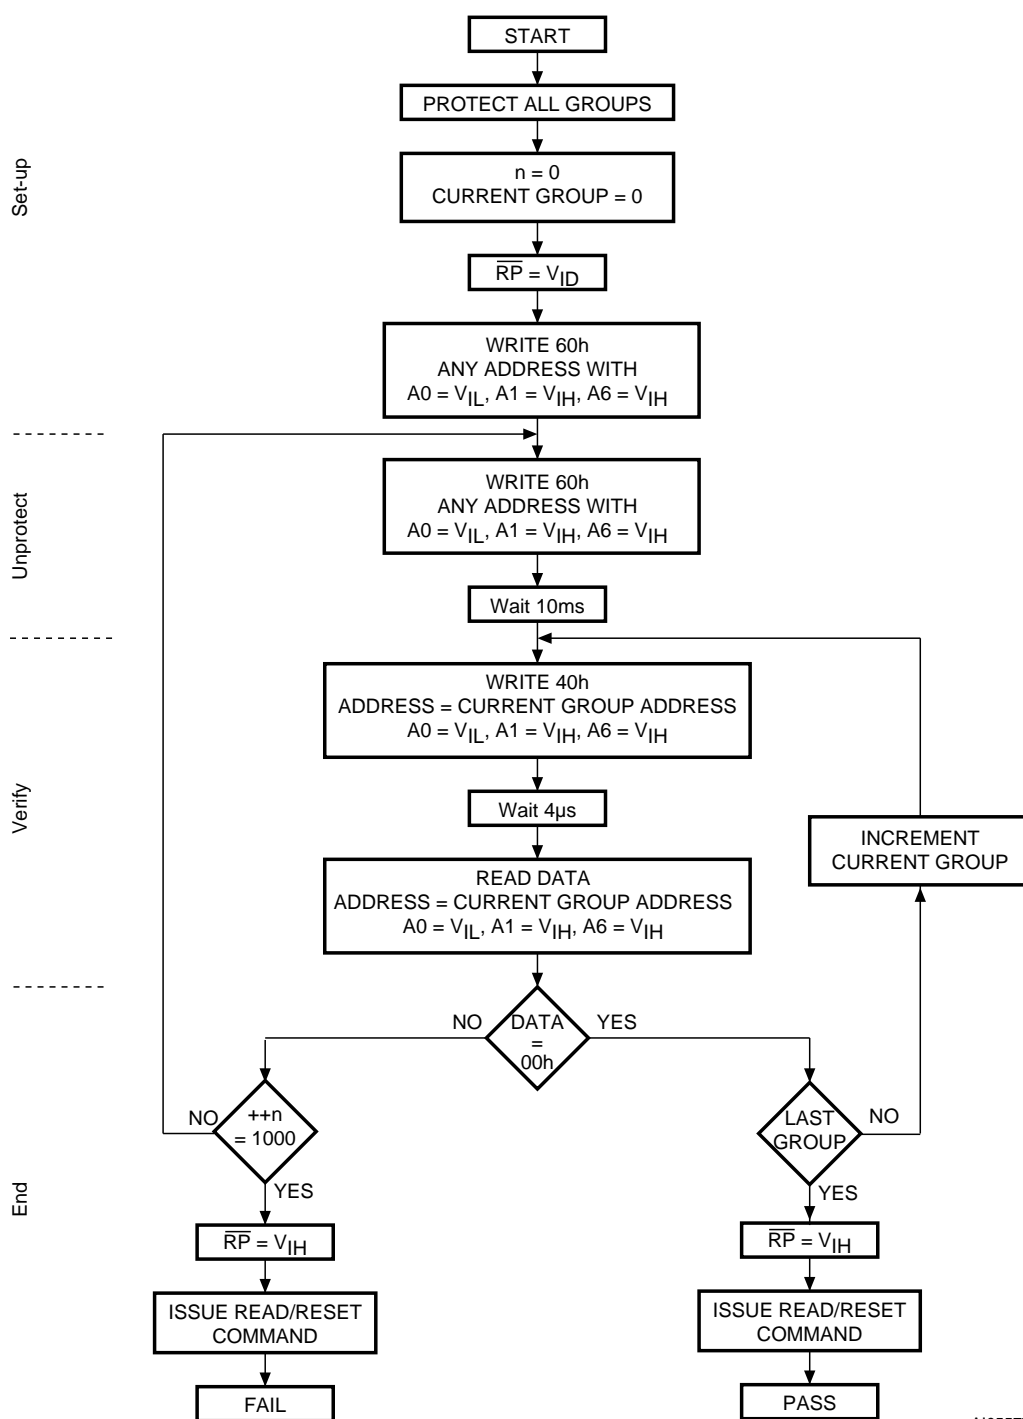 START
PROTECT ALL GROUPS
Set-up
n = 0
CURRENT GROUP = 0
R̅P̅ = VID
WRITE 60h
ANY ADDRESS WITH
A0 = VIL, A1 = VIH, A6 = VIH
Unprotect
WRITE 60h
ANY ADDRESS WITH
A0 = VIL, A1 = VIH, A6 = VIH
Wait 10ms
Verify
WRITE 40h
ADDRESS = CURRENT GROUP ADDRESS
A0 = VIL, A1 = VIH, A6 = VIH
Wait 4µs
INCREMENT
CURRENT GROUP
READ DATA
ADDRESS = CURRENT GROUP ADDRESS
A0 = VIL, A1 = VIH, A6 = VIH
End
NO
DATA
=
00h
YES
NO
++n
= 1000
YES
LAST
GROUP
NO
YES
R̅P̅ = VIH
R̅P̅ = VIH
ISSUE READ/RESET
COMMAND
ISSUE READ/RESET
COMMAND
FAIL
PASS